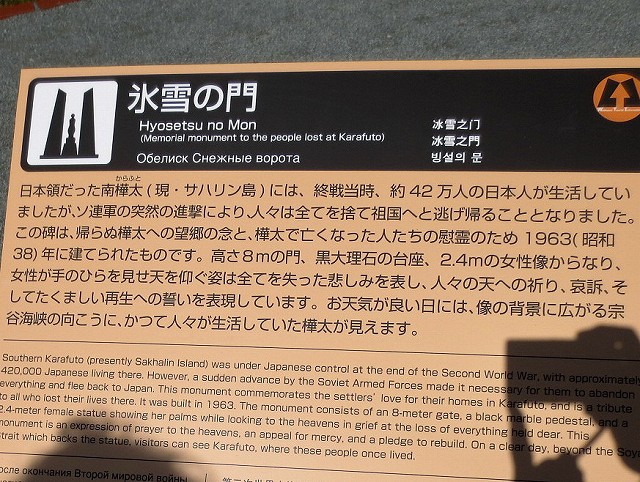 氷雪の門
Hyosetsu no Mon
(Memorial monument to the people lost at Karafuto)
Обелиск Снежные ворота
冰雪之门
冰雪之門
빙설의 문
からふと
日本領だった南樺太(現・サハリン島)には、終戦当時、約42万人の日本人が生活してい
ましたが、ソ連軍の突然の進撃により、人々は全てを捨て祖国へと逃げ帰ることとなりました。
この碑は、帰らぬ樺太への望郷の念と、樺太で亡くなった人たちの慰霊のため1963(昭和
38)年に建てられたものです。高さ8mの門、黒大理石の台座、2.4mの女性像からなり、
女性が手のひらを見せ天を仰ぐ姿は全てを失った悲しみを表し、人々の天への祈り、哀訴、そ
してたくましい再生への誓いを表現しています。お天気が良い日には、像の背景に広がる宗
谷海峡の向こうに、かつて人々が生活していた樺太が見えます。
Southern Karafuto (presently Sakhalin Island) was under Japanese control at the end of the Second World War, with approximately
420,000 Japanese living there. However, a sudden advance by the Soviet Armed Forces made it necessary for them to abandon
everything and flee back to Japan. This monument commemorates the settlers' love for their homes in Karafuto, and is a tribute
to all who lost their lives there. It was built in 1963. The monument consists of an 8-meter gate, a black marble pedestal, and a
2.4-meter female statue showing her palms while looking to the heavens in grief at the loss of everything held dear. This
monument is an expression of prayer to the heavens, an appeal for mercy, and a pledge to rebuild. On a clear day, beyond the Soya
Strait which backs the statue, visitors can see Karafuto, where these people once lived.
После окончания Второй мировой войны